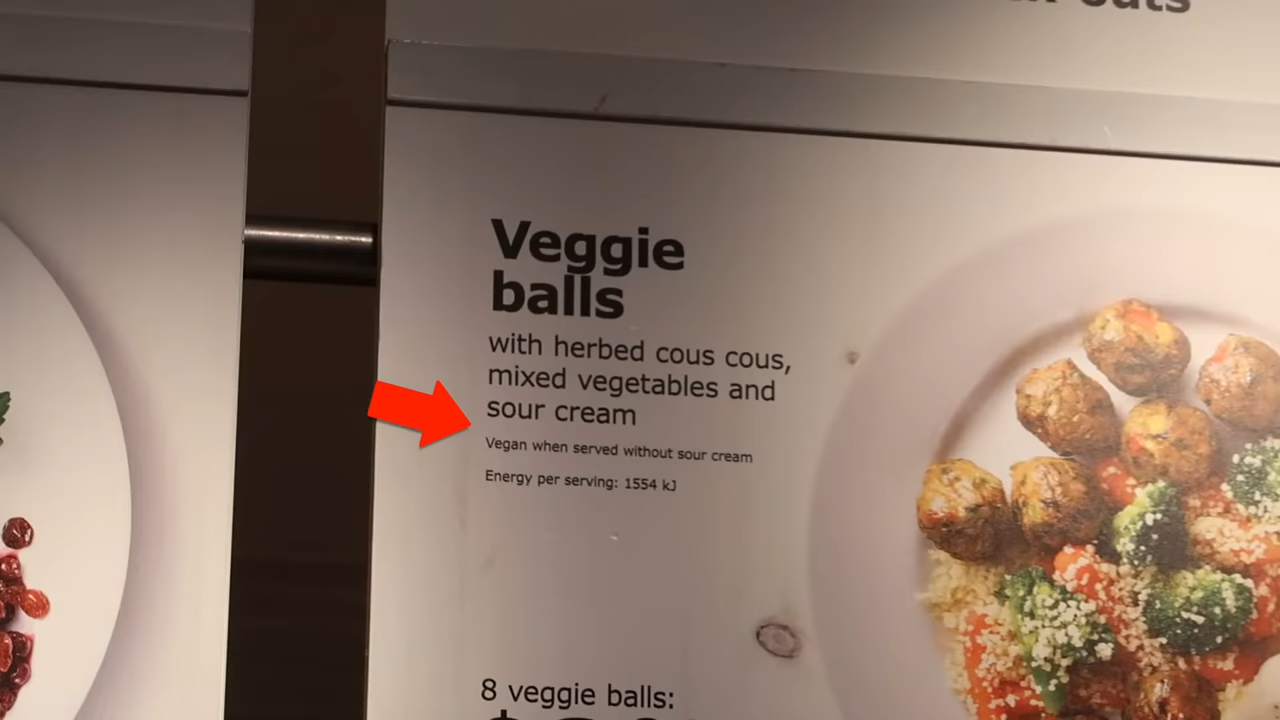 Veggie
balls
with herbed cous cous,
mixed vegetables and
sour cream
Vegan when served without sour cream
Energy per serving: 1554 kJ
8 veggie balls: